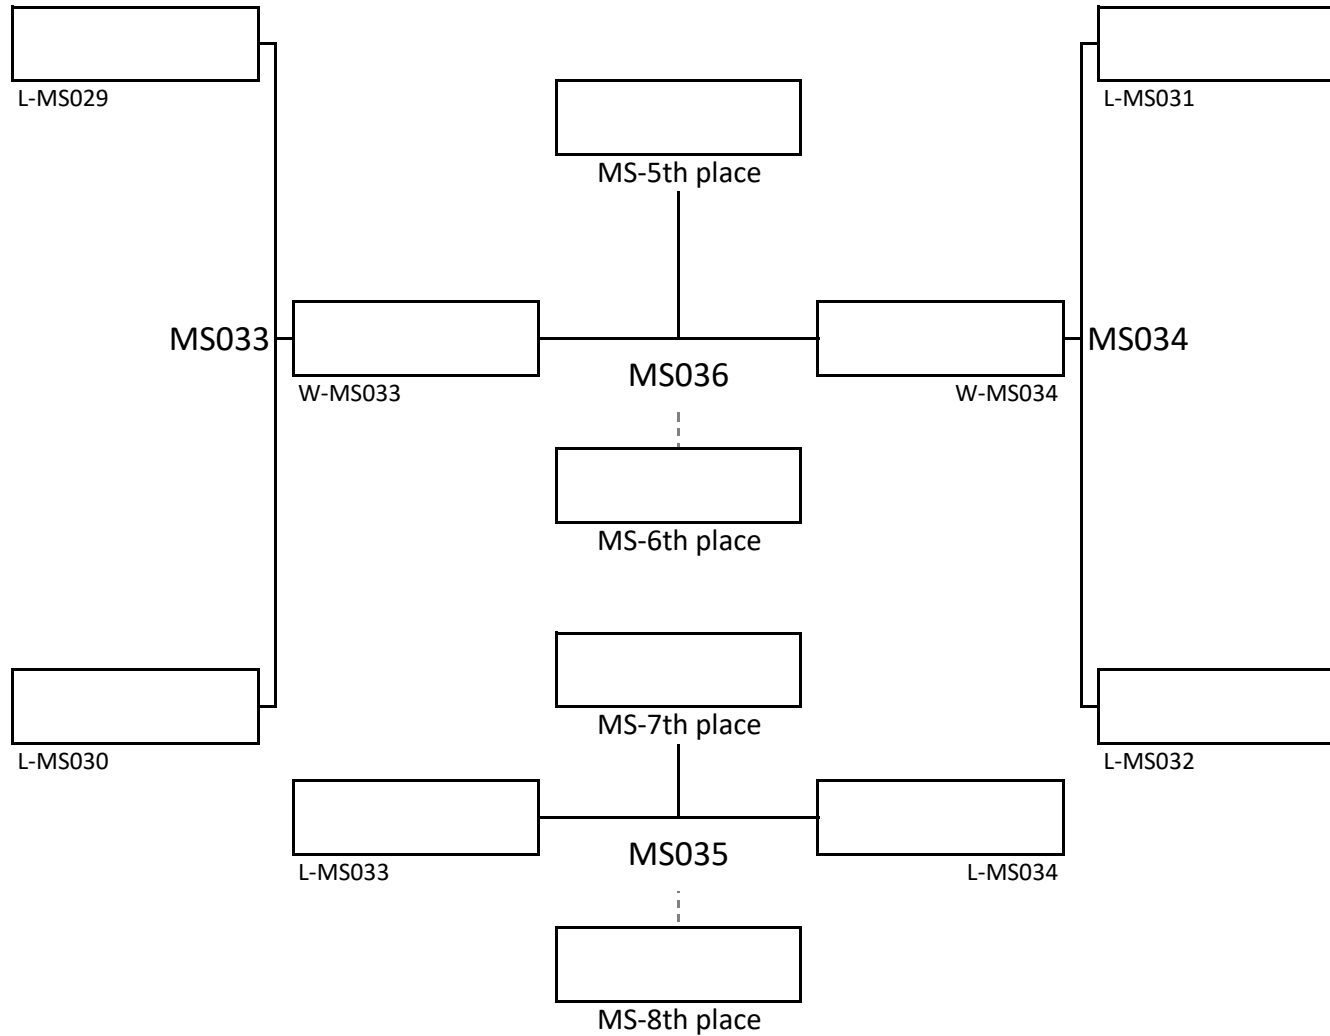 L-MS029
L-MS031
MS-5th place
MS033
MS034
MS036
W-MS033
W-MS034
MS-6th place
MS-7th place
L-MS030
L-MS032
MS035
L-MS033
L-MS034
MS-8th place